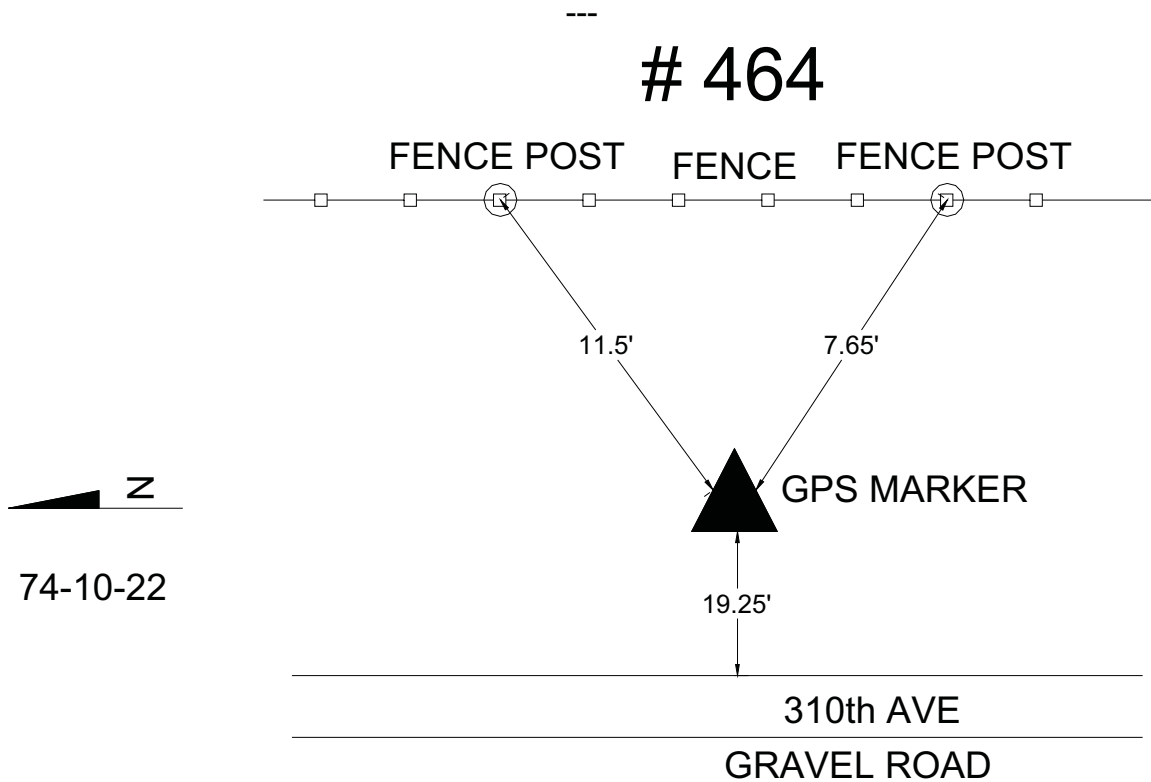 ---
# 464
FENCE POST FENCE FENCE POST
11.5' 7.65'
GPS MARKER
N
74-10-22
19.25'
310th AVE
GRAVEL ROAD